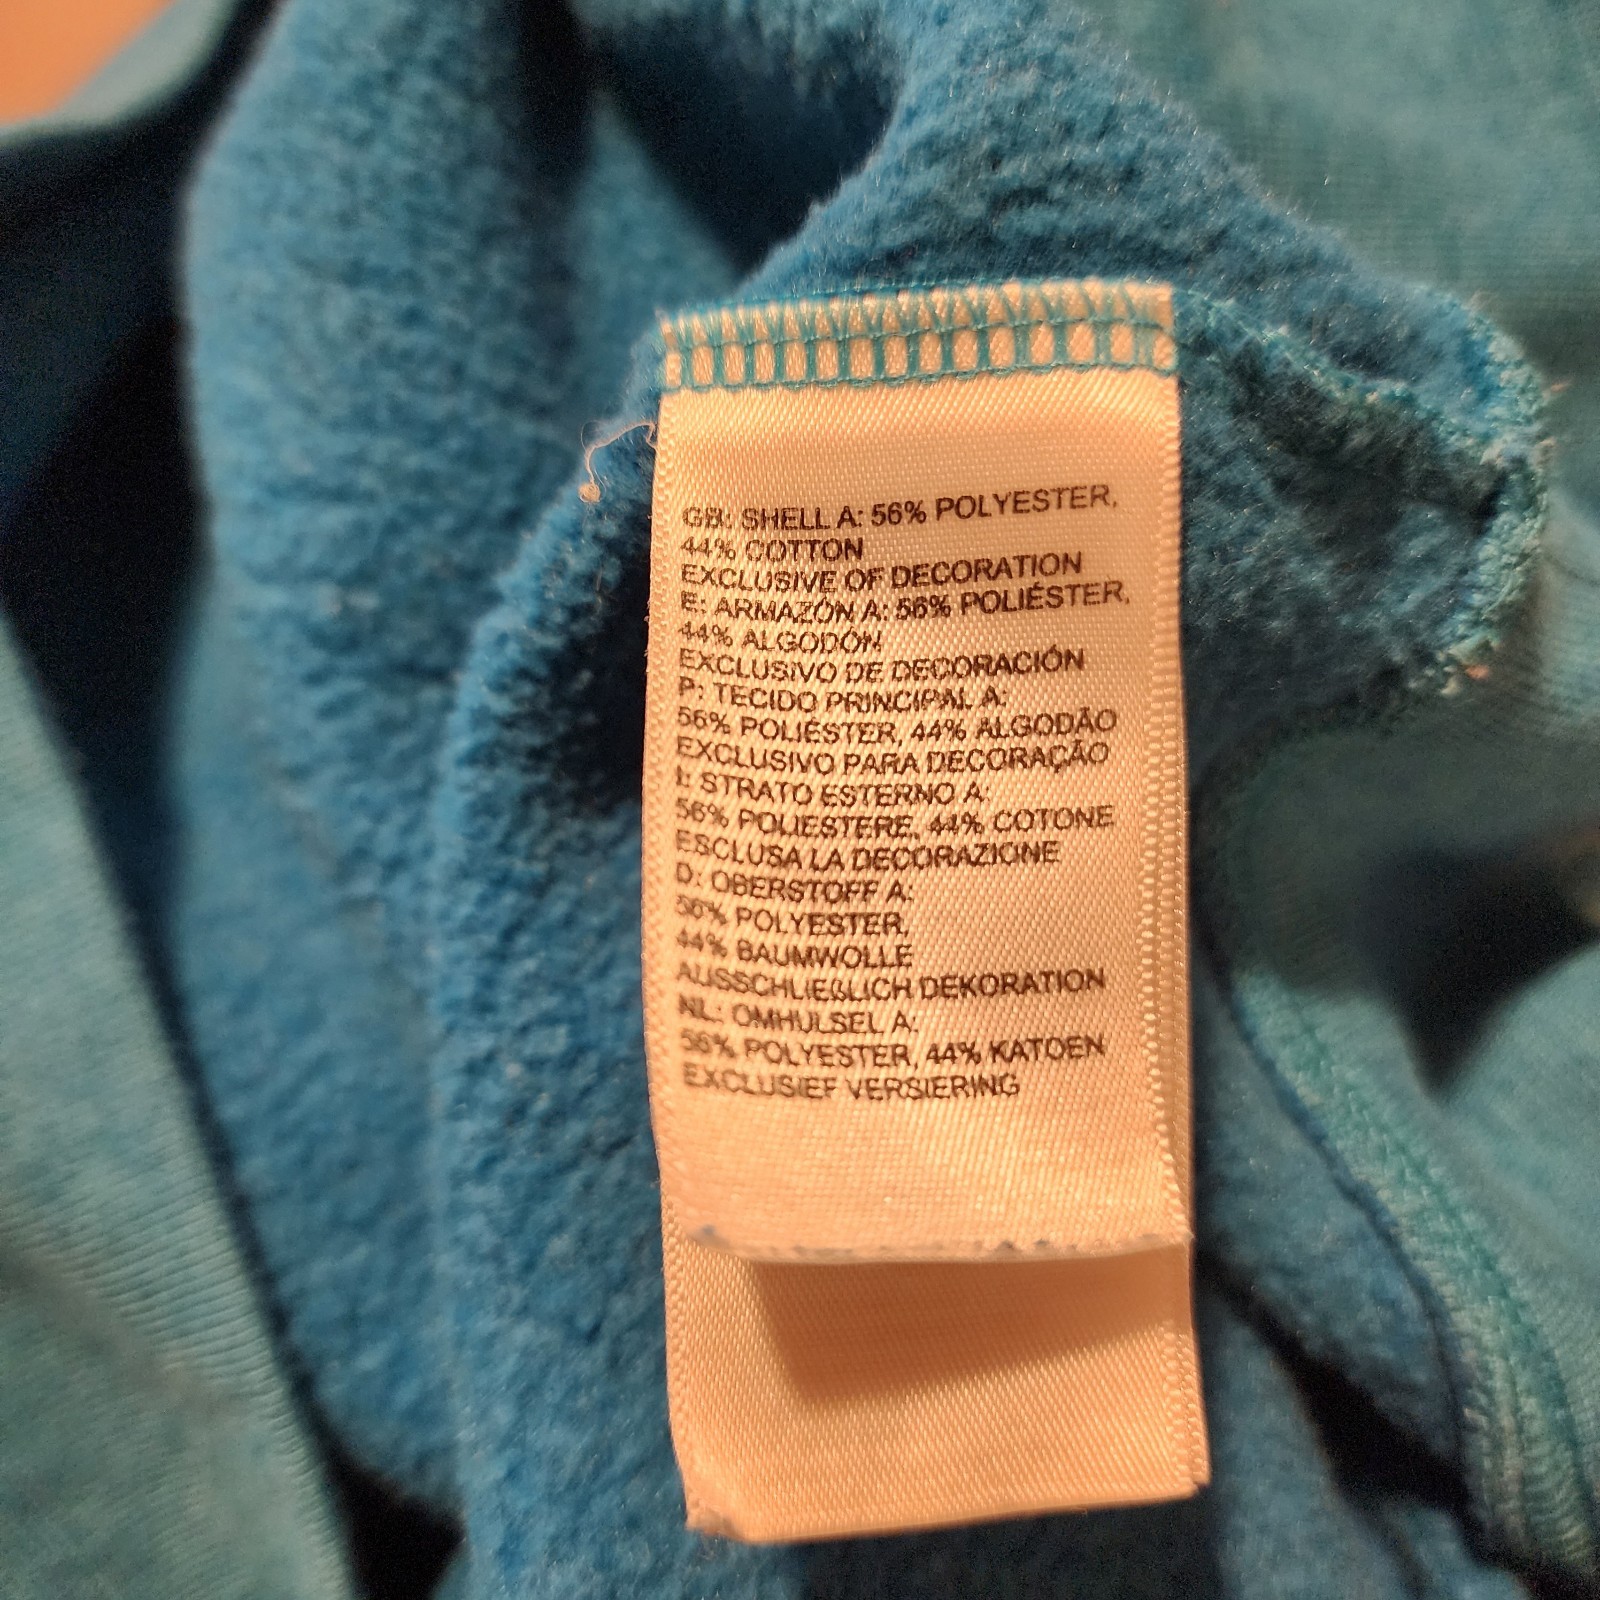 GB: SHELL A: 56% POLYESTER,
44% COTTON
EXCLUSIVE OF DECORATION
E: ARMAZÓN A: 56% POLIÉSTER,
44% ALGODÓN
EXCLUSIVO DE DECORACIÓN
P: TECIDO PRINCIPAL A:
56% POLIÉSTER, 44% ALGODÃO
EXCLUSIVO PARA DECORAÇÃO
I: STRATO ESTERNO A:
56% POLIESTERE, 44% COTONE
ESCLUSA LA DECORAZIONE
D: OBERSTOFF A:
56% POLYESTER,
44% BAUMWOLLE
AUSSCHLIEßLICH DEKORATION
NL: OMHULSEL A:
56% POLYESTER, 44% KATOEN
EXCLUSIEF VERSIERING